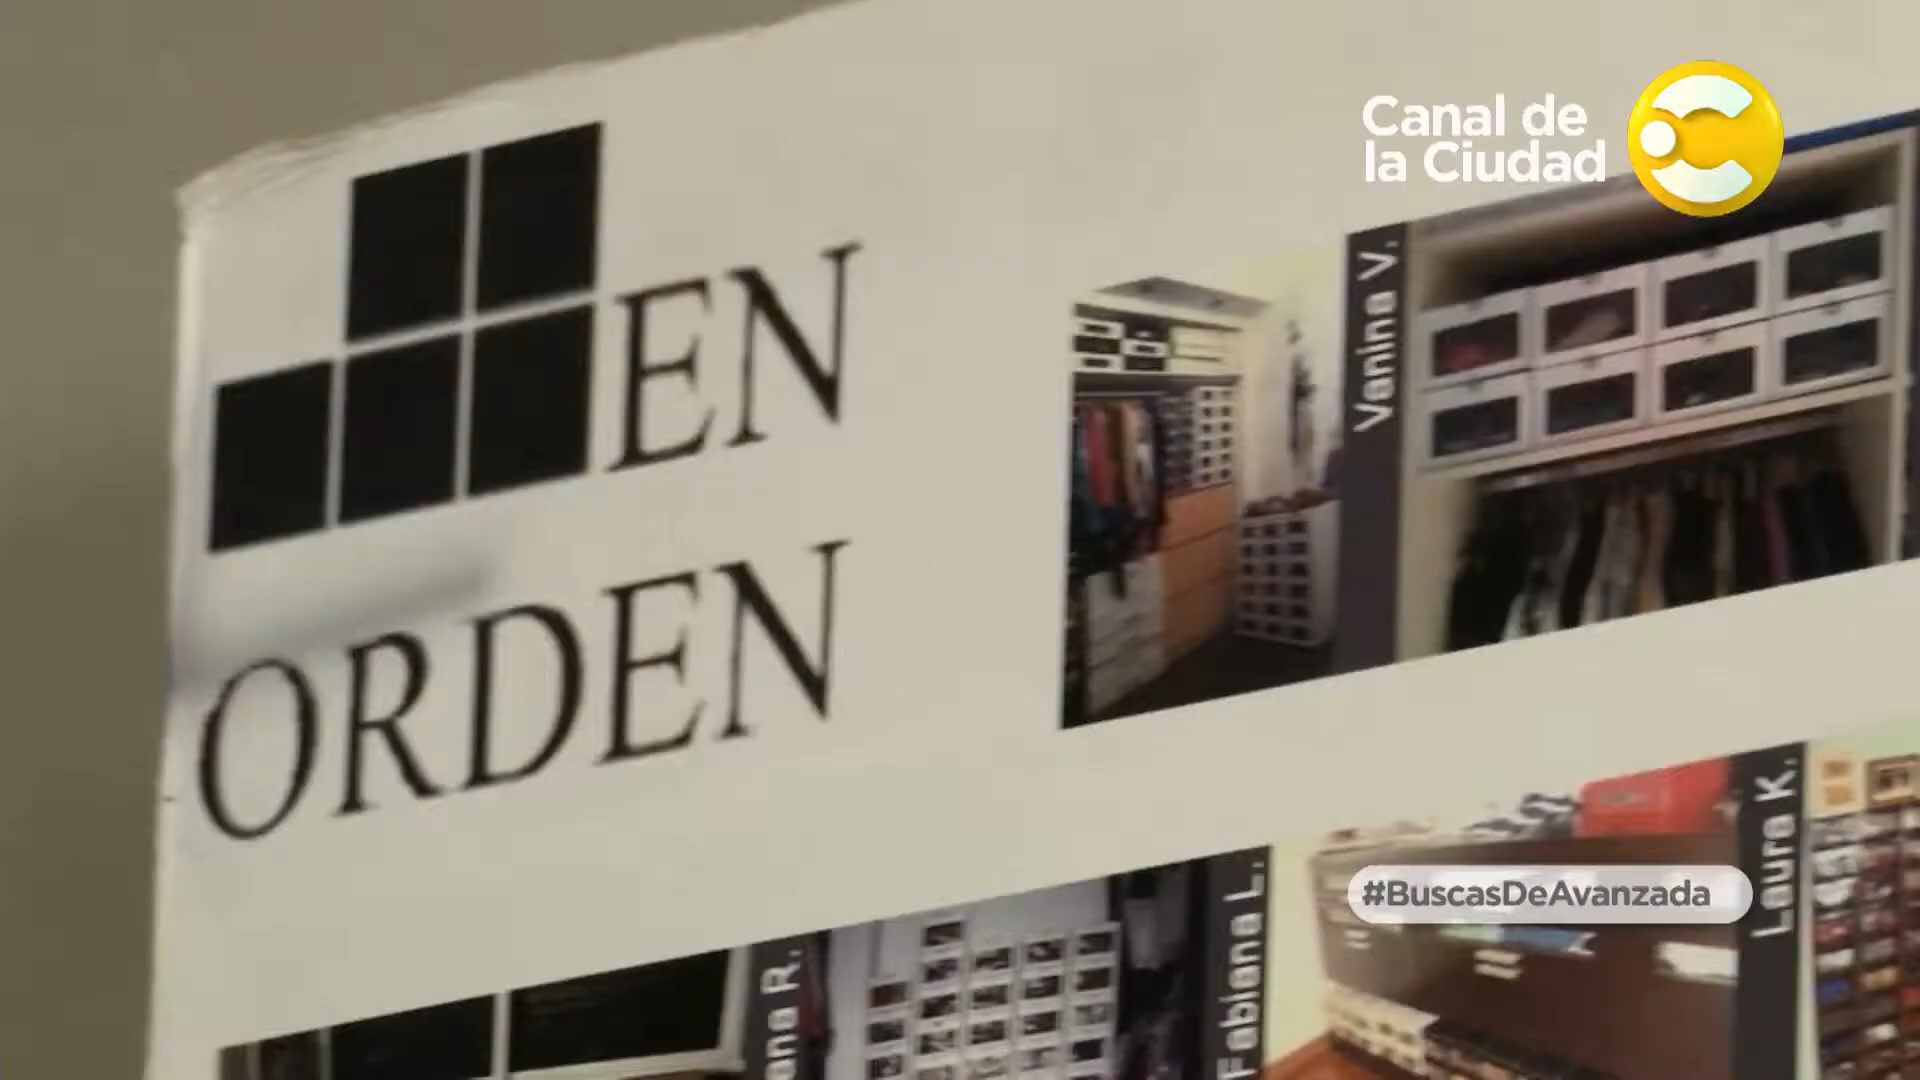 Canal de
la Ciudad
EN
ORDEN
Vanina V.
Laura K.
#BuscasDeAvanzada
Fabiana L.